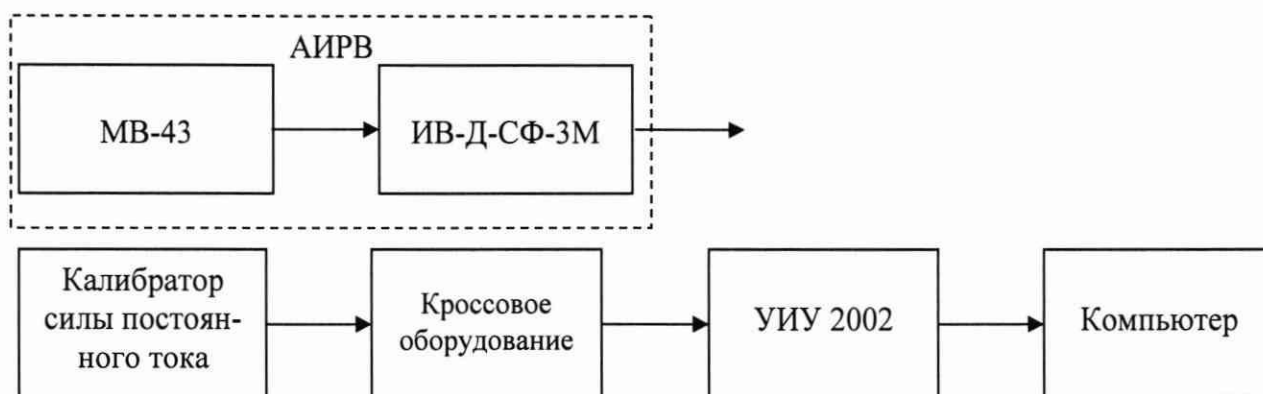 АИРВ
МВ-43
ИВ-Д-СФ-3М
Калибратор
силы постоян-
ного тока
Кроссовое
оборудование
УИУ 2002
Компьютер